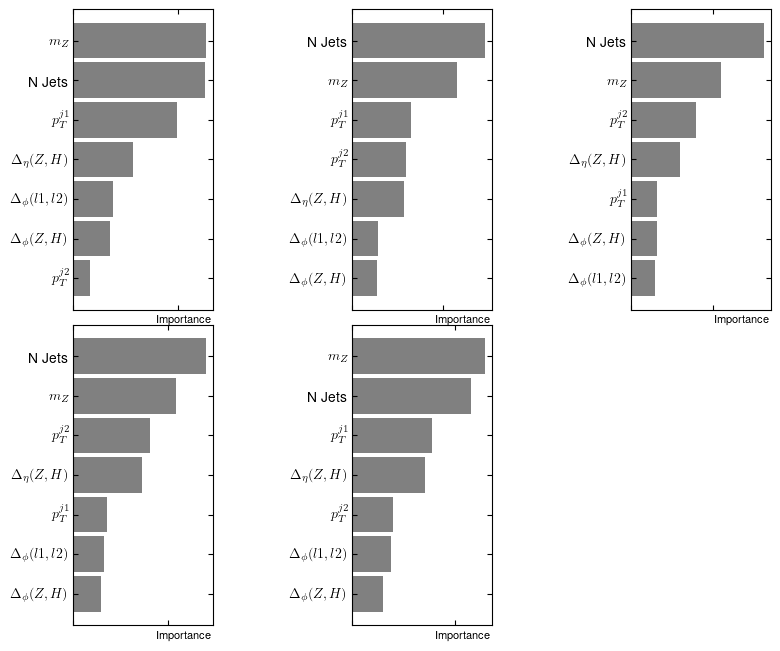 m_Z
N Jets
p_T^{j1}
Δ_η(Z, H)
Δ_ϕ(l1, l2)
Δ_ϕ(Z, H)
p_T^{j2}
Importance
N Jets
m_Z
p_T^{j1}
p_T^{j2}
Δ_η(Z, H)
Δ_ϕ(l1, l2)
Δ_ϕ(Z, H)
Importance
N Jets
m_Z
p_T^{j2}
Δ_η(Z, H)
p_T^{j1}
Δ_ϕ(Z, H)
Δ_ϕ(l1, l2)
Importance
N Jets
m_Z
p_T^{j2}
Δ_η(Z, H)
p_T^{j1}
Δ_ϕ(l1, l2)
Δ_ϕ(Z, H)
Importance
m_Z
N Jets
p_T^{j1}
Δ_η(Z, H)
p_T^{j2}
Δ_ϕ(l1, l2)
Δ_ϕ(Z, H)
Importance